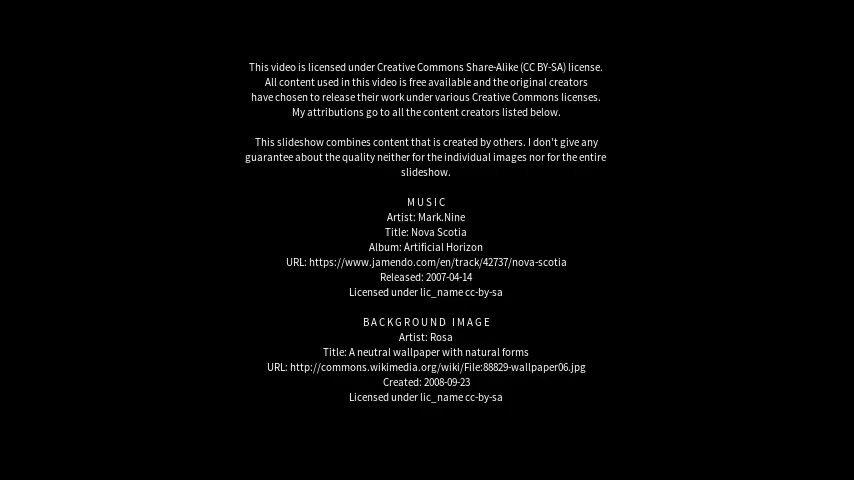 This video is licensed under Creative Commons Share-Alike (CC BY-SA) license.
All content used in this video is free available and the original creators
have chosen to release their work under various Creative Commons licenses.
My attributions go to all the content creators listed below.
This slideshow combines content that is created by others. I don't give any
guarantee about the quality neither for the individual images nor for the entire
slideshow.
MUSIC
Artist: Mark.Nine
Title: Nova Scotia
Album: Artificial Horizon
URL: https://www.jamendo.com/en/track/42737/nova-scotia
Released: 2007-04-14
Licensed under lic_name cc-by-sa
BACKGROUND IMAGE
Artist: Rosa
Title: A neutral wallpaper with natural forms
URL: http://commons.wikimedia.org/wiki/File:88829-wallpaper06.jpg
Created: 2008-09-23
Licensed under lic_name cc-by-sa